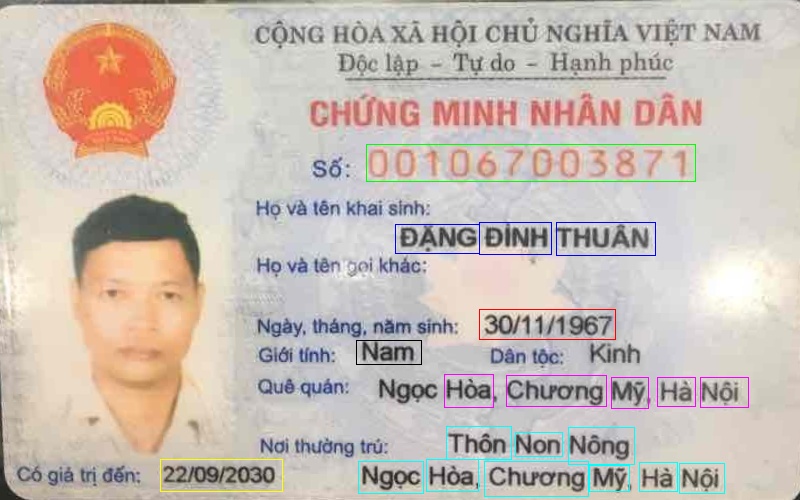 CỘNG HÒA XÃ HỘI CHỦ NGHĨA VIỆT NAM
Độc lập - Tự do - Hạnh phúc
CHỨNG MINH NHÂN DÂN
Số: 001067003871
Họ và tên khai sinh:
ĐẶNG ĐÌNH THUÂN
Họ và tên gọi khác:
Ngày, tháng, năm sinh: 30/11/1967
Giới tính: Nam Dân tộc: Kinh
Quê quán: Ngọc Hòa, Chương Mỹ, Hà Nội
Nơi thường trú: Thôn Non Nông
Ngọc Hòa, Chương Mỹ, Hà Nội
Có giá trị đến: 22/09/2030